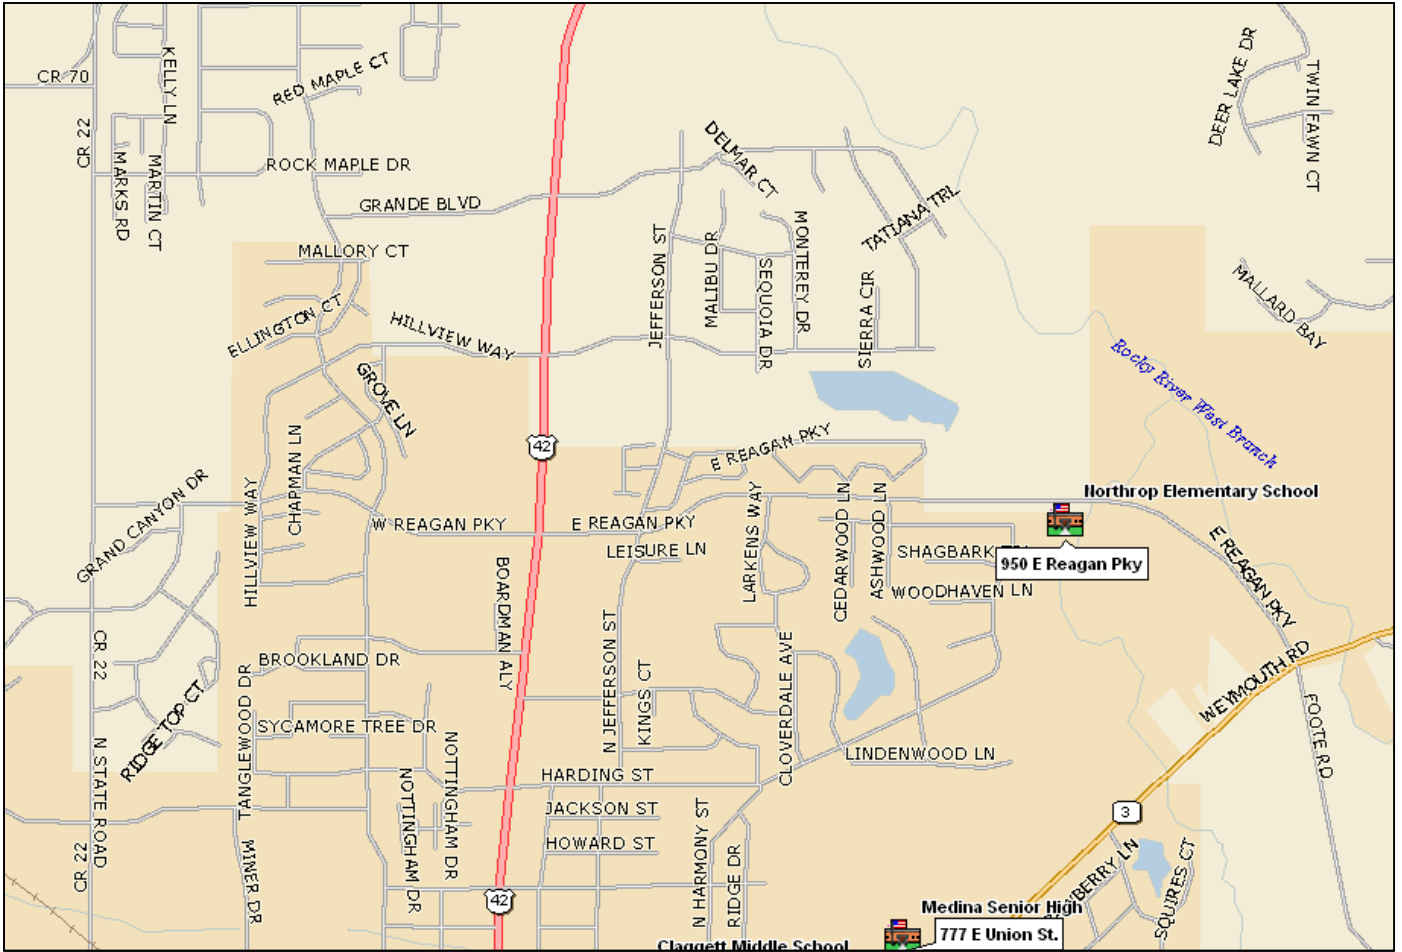 CR 70
KELLY LN
RED MAPLE CT
DEER LAKE DR
TWIN FAWN CT
CR 22
MARKS RD
MARTIN CT
ROCK MAPLE DR
DELMAR CT
GRANDE BLVD
TATIANA TRL
MALLORY CT
JEFFERSON ST
MALIBU DR
SEQUOIA DR
MONTEREY DR
SIERRA CIR
MALLARD BAY
ELLINGTON CT
HILLVIEW WAY
GROVE LN
Rocky River West Branch
42
CHAPMAN LN
E REAGAN PKY
GRAND CANYON DR
HILLVIEW WAY
W REAGAN PKY
E REAGAN PKY
LARKENS WAY
CEDARWOOD LN
ASHWOOD LN
Northrop Elementary School
950 E Reagan Pky
E REAGAN PKY
LEISURE LN
SHAGBARK
WOODHAVEN LN
BOARDMAN ALY
CR 22
BROOKLAND DR
N JEFFERSON ST
KINGS CT
CLOVERDALE AVE
WEYMOUTH RD
FOOTE RD
RIDGE TOP CT
TANGLEWOOD DR
SYCAMORE TREE DR
NOTTINGHAM DR
NOTTINGHAM DR
LINDENWOOD LN
N STATE ROAD
HARDING ST
JACKSON ST
HOWARD ST
3
CR 22
MINER DR
N HARMONY ST
RIDGE DR
42
SQUIRES CT
Medina Senior High
777 E Union St.
Claggett Middle School